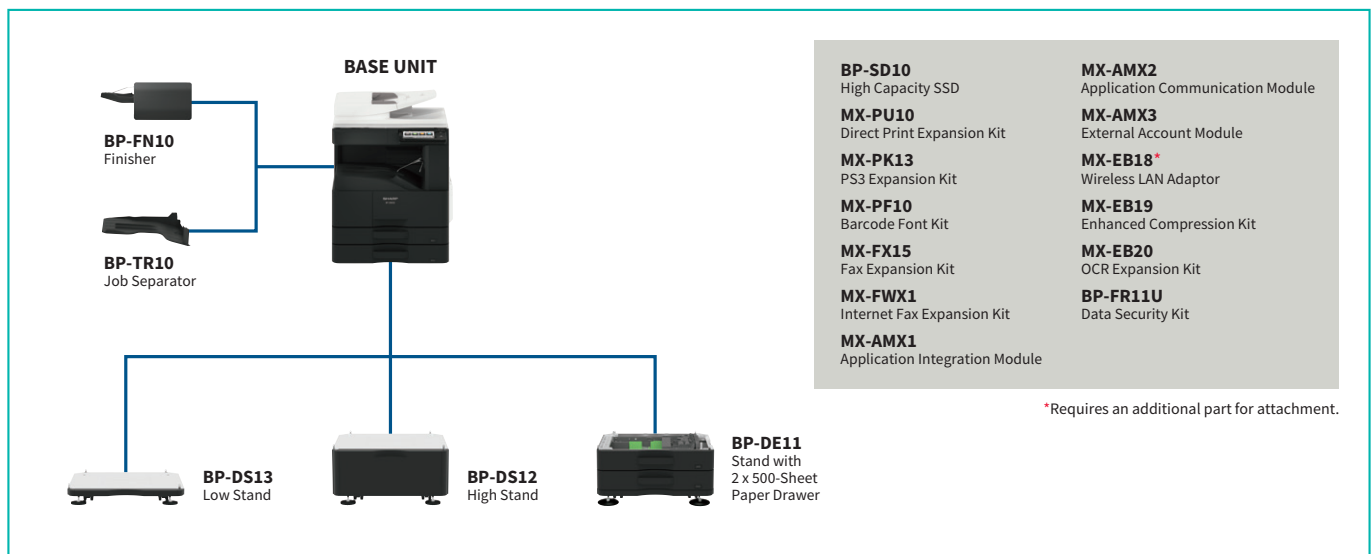 BASE UNIT
BP-FN10
Finisher
BP-TR10
Job Separator
BP-DS13
Low Stand
BP-DS12
High Stand
BP-DE11
Stand with
2 x 500-Sheet
Paper Drawer
BP-SD10
High Capacity SSD
MX-PU10
Direct Print Expansion Kit
MX-PK13
PS3 Expansion Kit
MX-PF10
Barcode Font Kit
MX-FX15
Fax Expansion Kit
MX-FWX1
Internet Fax Expansion Kit
MX-AMX1
Application Integration Module
MX-AMX2
Application Communication Module
MX-AMX3
External Account Module
MX-EB18*
Wireless LAN Adaptor
MX-EB19
Enhanced Compression Kit
MX-EB20
OCR Expansion Kit
BP-FR11U
Data Security Kit
*Requires an additional part for attachment.